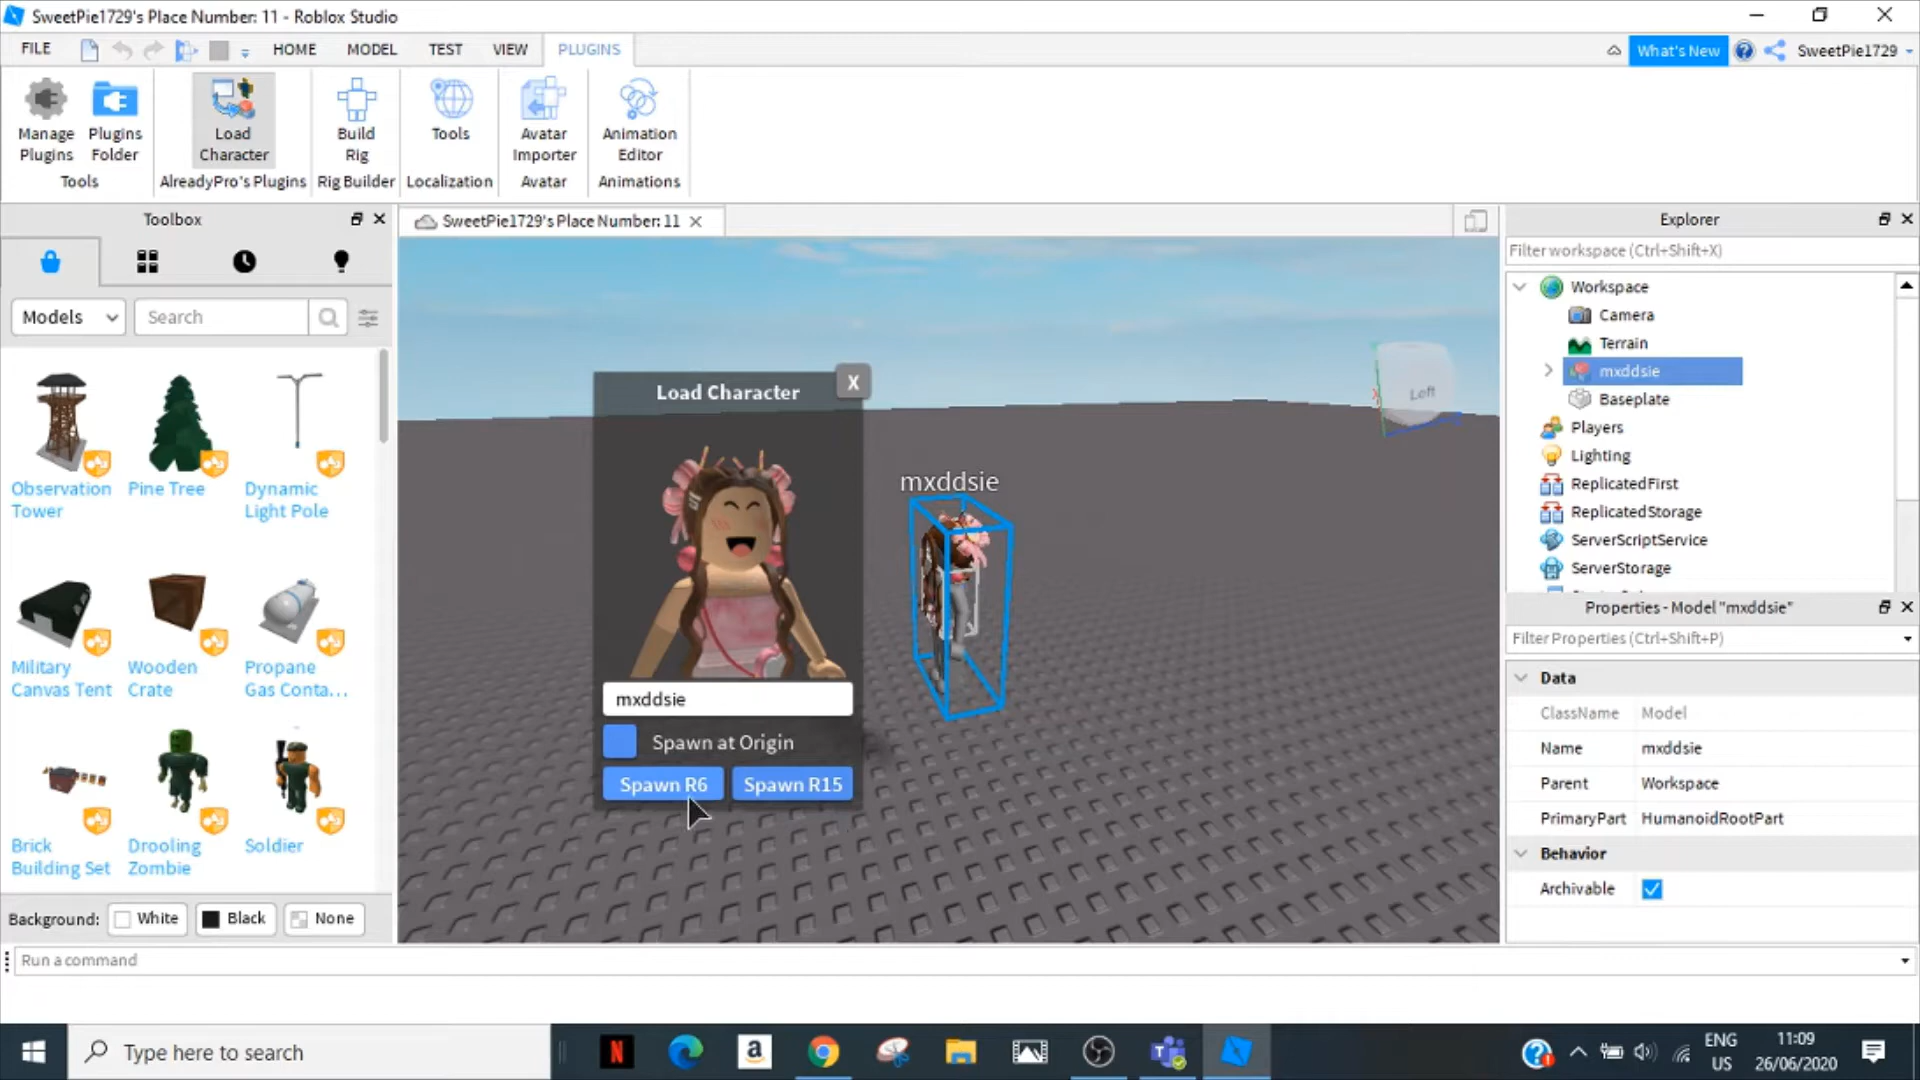 SweetPie1729's Place Number: 11 - Roblox Studio
FILE HOME MODEL TEST VIEW PLUGINS What's New SweetPie1729
Manage Plugins
Plugins Folder
Load Character
Build Rig
Tools
Avatar Importer
Animation Editor
Tools AlreadyPro's Plugins Rig Builder Localization Avatar Animations
Toolbox
Models Search
Observation Tower
Pine Tree
Dynamic Light Pole
Military Canvas Tent
Wooden Crate
Propane Gas Conta...
Brick Building Set
Drooling Zombie
Soldier
Background: White Black None
SweetPie1729's Place Number: 11
Left
mxddsie
Load Character X
mxddsie
Spawn at Origin
Spawn R6 Spawn R15
Explorer
Filter workspace (Ctrl+Shift+X)
Workspace
Camera
Terrain
mxddsie
Baseplate
Players
Lighting
ReplicatedFirst
ReplicatedStorage
ServerScriptService
ServerStorage
Properties - Model "mxddsie"
Filter Properties (Ctrl+Shift+P)
Data
ClassName Model
Name mxddsie
Parent Workspace
PrimaryPart HumanoidRootPart
Behavior
Archivable
Run a command
Type here to search
ENG
US
11:09
26/06/2020